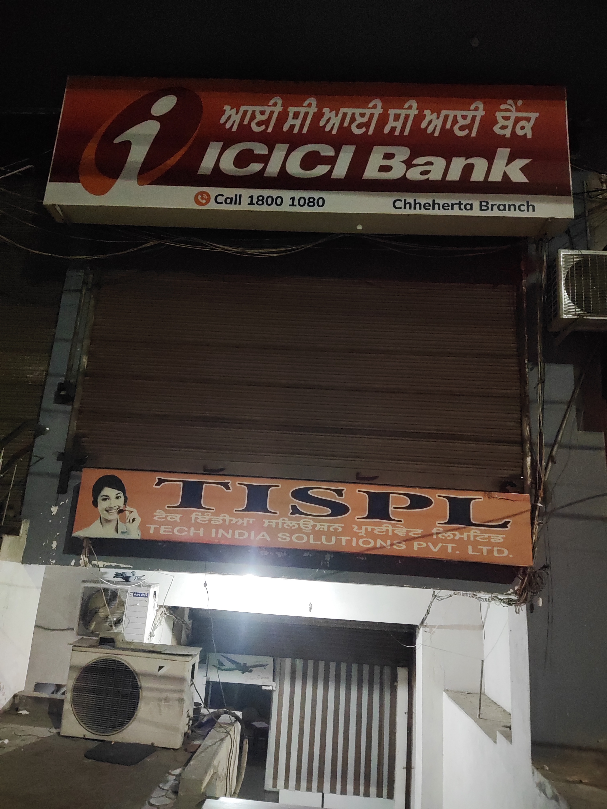 ਆਈ ਸੀ ਆਈ ਸੀ ਆਈ ਬੈਂਕ
ICICI Bank
Call 1800 1080
Chheherta Branch
TISPL
ਟੈਕ ਇੰਡੀਆ ਸਲਿਊਸ਼ਨ ਪ੍ਰਾਈਵੇਟ ਲਿਮਟਿਡ
TECH INDIA SOLUTIONS PVT. LTD.